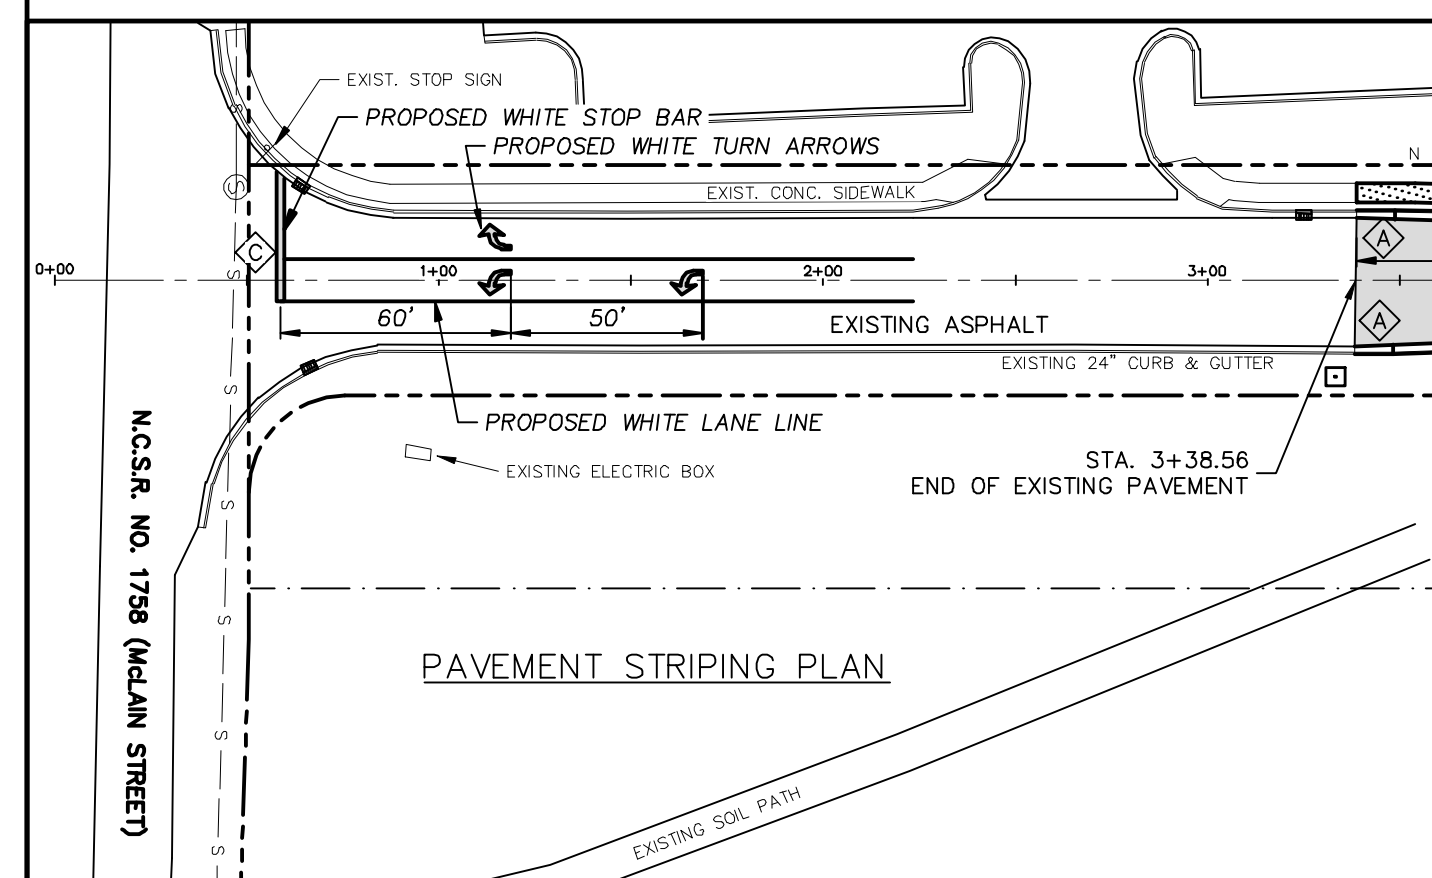 EXIST. STOP SIGN
PROPOSED WHITE STOP BAR
PROPOSED WHITE TURN ARROWS
N
EXIST. CONC. SIDEWALK
S
S
C
A
0+00
S
1+00
2+00
3+00
60'
50'
EXISTING ASPHALT
A
EXISTING 24" CURB & GUTTER
S
PROPOSED WHITE LANE LINE
EXISTING ELECTRIC BOX
STA. 3+38.56
END OF EXISTING PAVEMENT
S
N.C.S.R. NO. 1758 (McLAIN STREET)
S
PAVEMENT STRIPING PLAN
S
EXISTING SOIL PATH
S